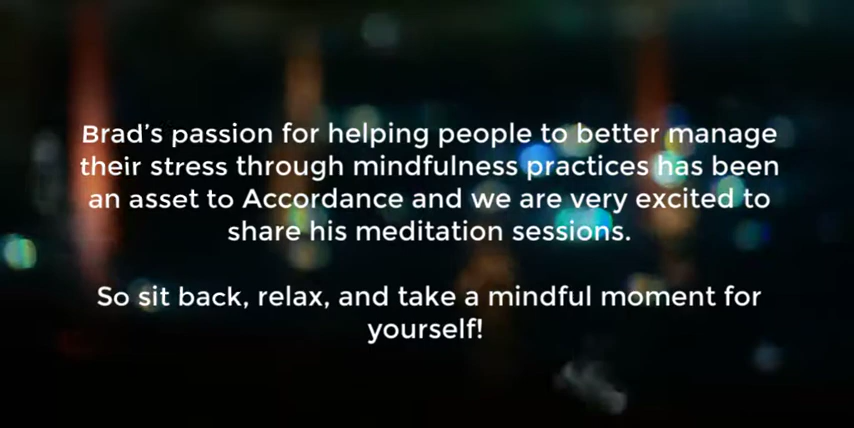 Brad's passion for helping people to better manage
their stress through mindfulness practices has been
an asset to Accordance and we are very excited to
share his meditation sessions.
So sit back, relax, and take a mindful moment for
yourself!